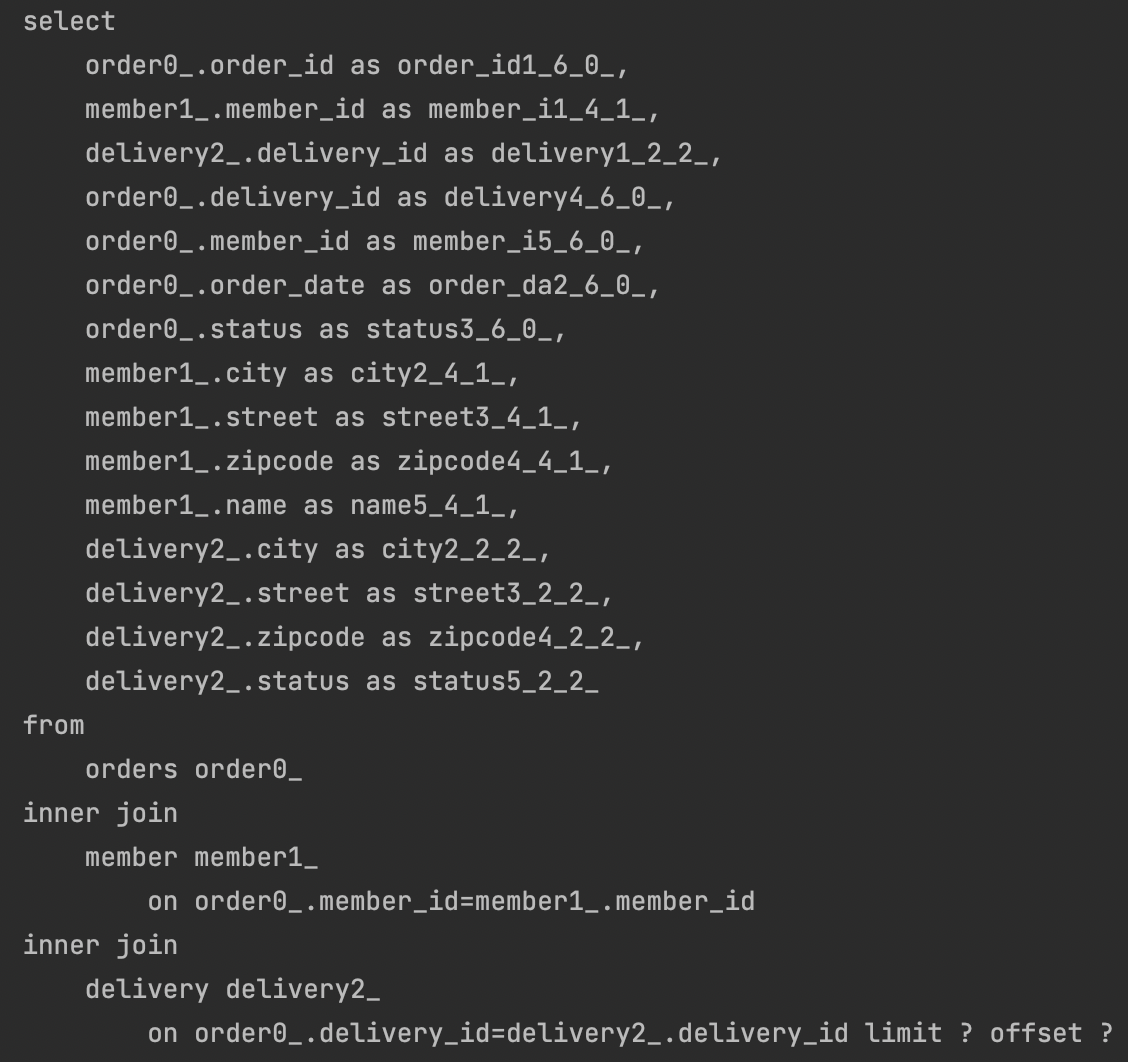 select
    order0_.order_id as order_id1_6_0_,
    member1_.member_id as member_i1_4_1_,
    delivery2_.delivery_id as delivery1_2_2_,
    order0_.delivery_id as delivery4_6_0_,
    order0_.member_id as member_i5_6_0_,
    order0_.order_date as order_da2_6_0_,
    order0_.status as status3_6_0_,
    member1_.city as city2_4_1_,
    member1_.street as street3_4_1_,
    member1_.zipcode as zipcode4_4_1_,
    member1_.name as name5_4_1_,
    delivery2_.city as city2_2_2_,
    delivery2_.street as street3_2_2_,
    delivery2_.zipcode as zipcode4_2_2_,
    delivery2_.status as status5_2_2_
from
    orders order0_
inner join
    member member1_
        on order0_.member_id=member1_.member_id
inner join
    delivery delivery2_
        on order0_.delivery_id=delivery2_.delivery_id limit ? offset ?